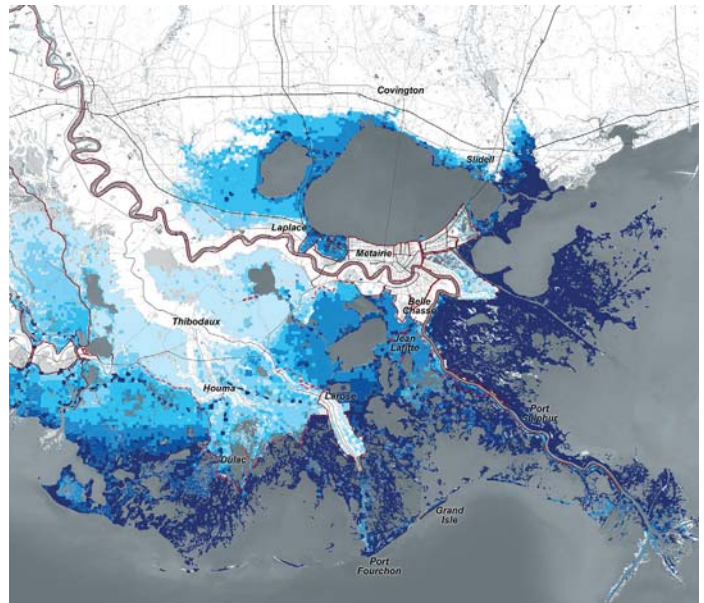 Covington
Slidell
Laplace
Metairie
Belle
Chasse
Thibodaux
Jean
Lafitte
Houma
Larose
Port
Sulphur
Dulac
Grand
Isle
Port
Fourchon